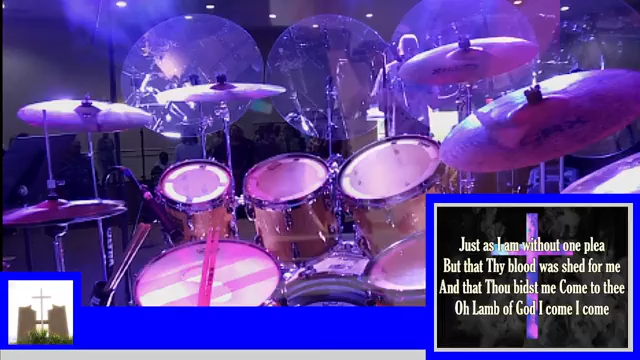 Just as I am without one plea
But that Thy blood was shed for me
And that Thou bidst me Come to thee
Oh Lamb of God I come I come